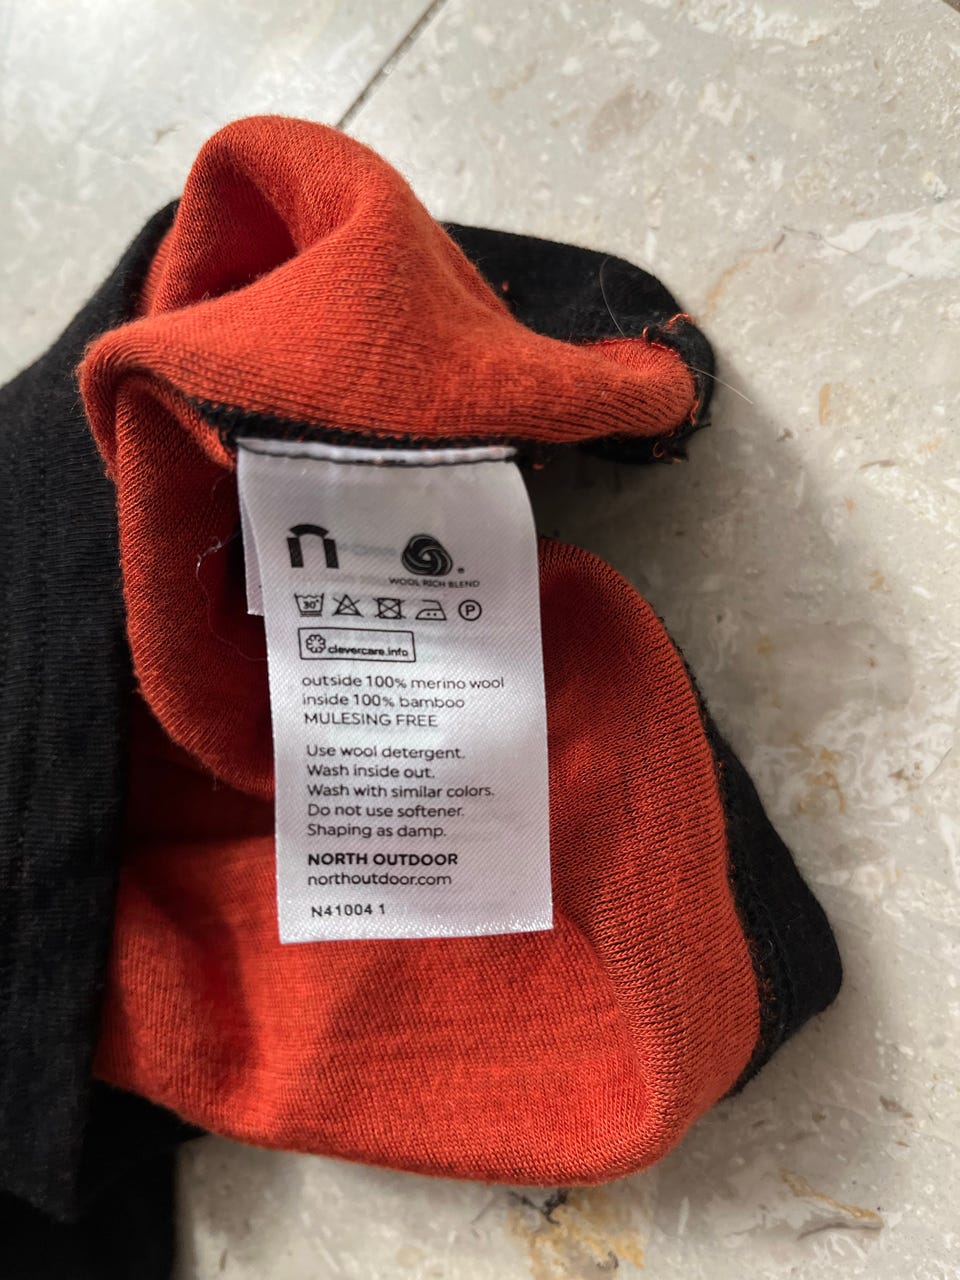 WOOL RICH BLEND
30°
P
clevercare.info
outside 100% merino wool
inside 100% bamboo
MULESING FREE
Use wool detergent.
Wash inside out.
Wash with similar colors.
Do not use softener.
Shaping as damp.
NORTH OUTDOOR
northoutdoor.com
N41004 1